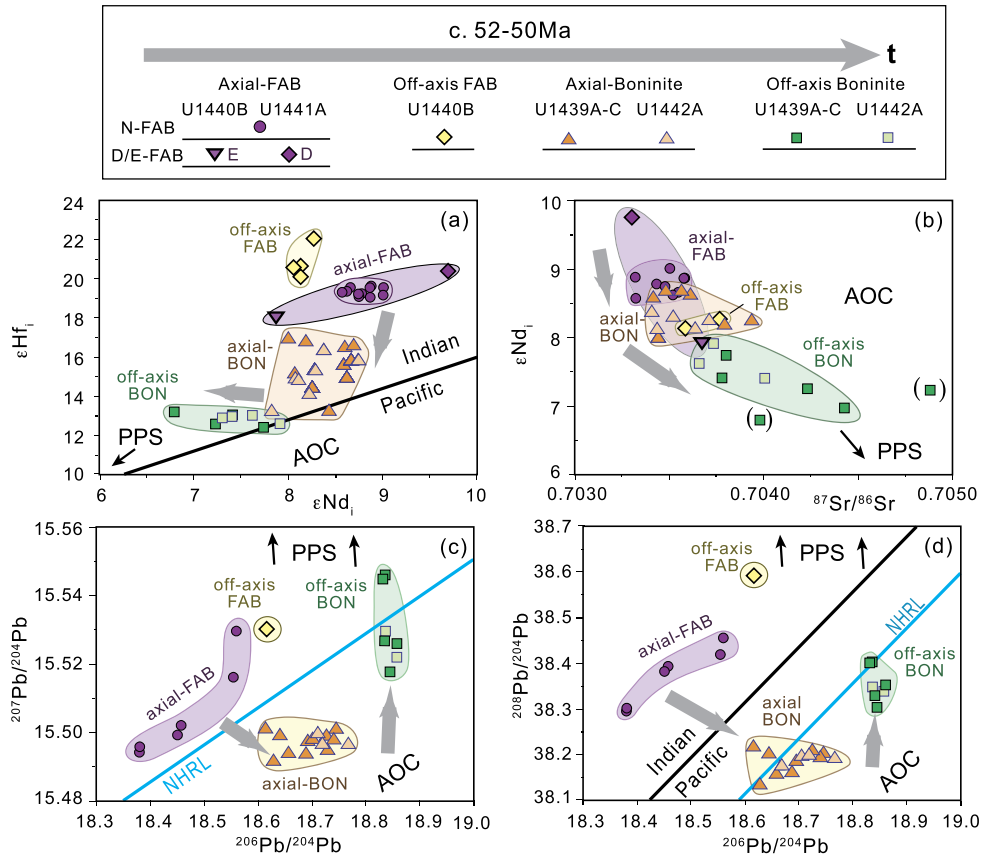 c. 52-50Ma
t
Axial-FAB Off-axis FAB Axial-Boninite Off-axis Boninite
U1440B U1441A U1440B U1439A-C U1442A U1439A-C U1442A
N-FAB
D/E-FAB E D
(a)
24
22
20
18
16
14
12
10
εHfi
off-axis
FAB
axial-FAB
axial-
BON
off-axis
BON
Indian
Pacific
PPS
AOC
6 7 8 9 10
εNdi
(b)
10
9
8
7
6
εNdi
axial-
FAB
off-axis
FAB
AOC
axial-
BON
off-axis
BON
( )
( )
PPS
0.7030 0.7040 0.7050
87Sr/86Sr
(c)
15.56
15.54
15.52
15.50
15.48
207Pb/204Pb
PPS
off-axis
FAB
off-axis
BON
axial-FAB
NHRL
axial-BON
AOC
18.3 18.4 18.5 18.6 18.7 18.8 18.9 19.0
206Pb/204Pb
(d)
38.7
38.6
38.5
38.4
38.3
38.2
38.1
208Pb/204Pb
off-axis
FAB
PPS
NHRL
axial-FAB
off-axis
BON
axial
BON
Indian
Pacific
AOC
18.3 18.4 18.5 18.6 18.7 18.8 18.9 19.0
206Pb/204Pb